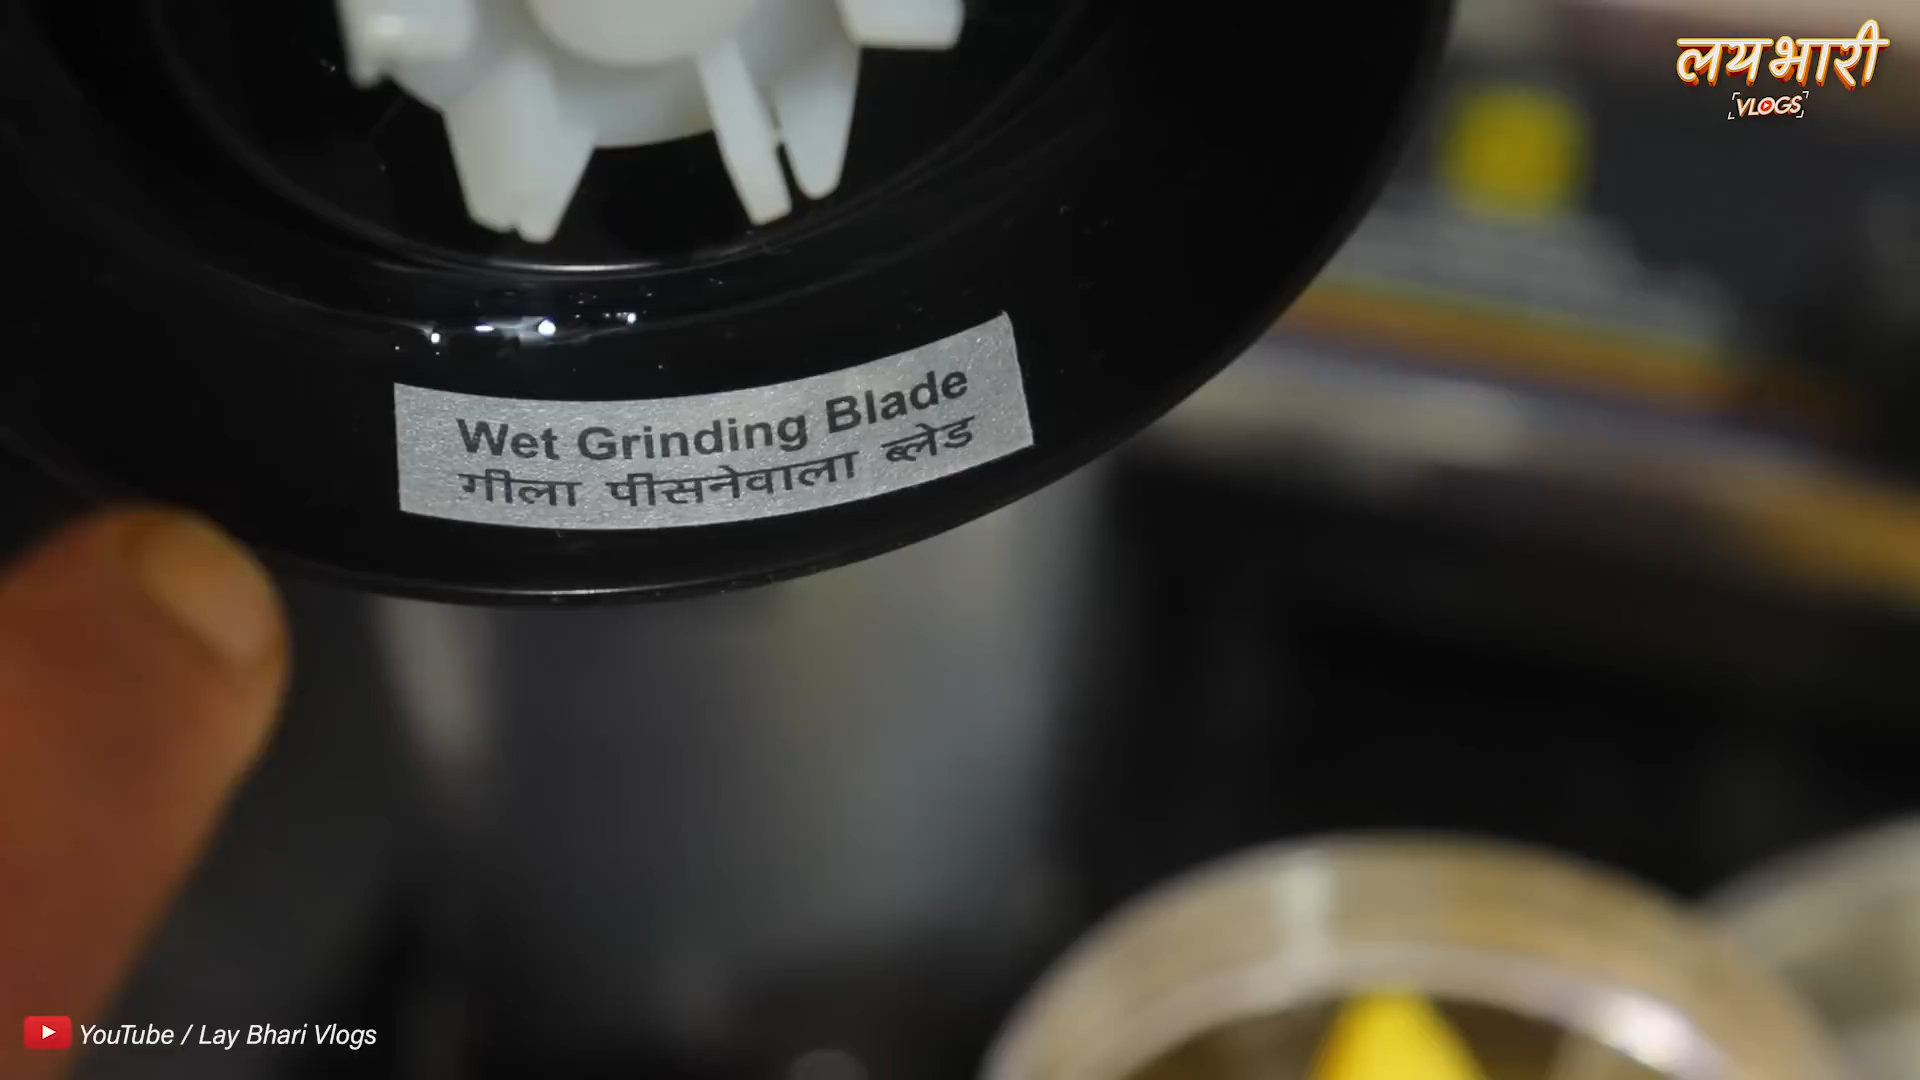 लयभारी
VLOGS
Wet Grinding Blade
गीला पीसनेवाला ब्लेड
YouTube / Lay Bhari Vlogs